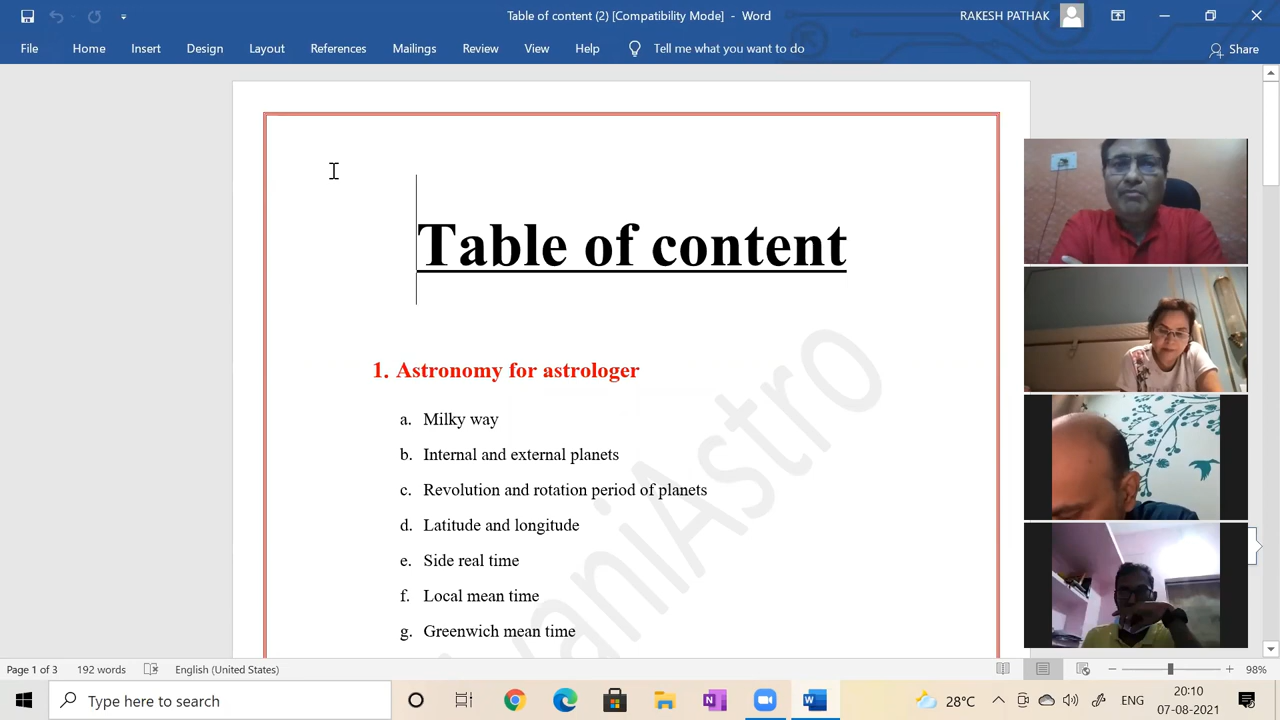 Table of content (2) [Compatibility Mode] - Word
RAKESH PATHAK
File Home Insert Design Layout References Mailings Review View Help Tell me what you want to do Share
Table of content
1. Astronomy for astrologer
a. Milky way
b. Internal and external planets
c. Revolution and rotation period of planets
d. Latitude and longitude
e. Side real time
f. Local mean time
g. Greenwich mean time
Page 1 of 3 192 words English (United States) 98%
Type here to search
28°C ENG
20:10
07-08-2021